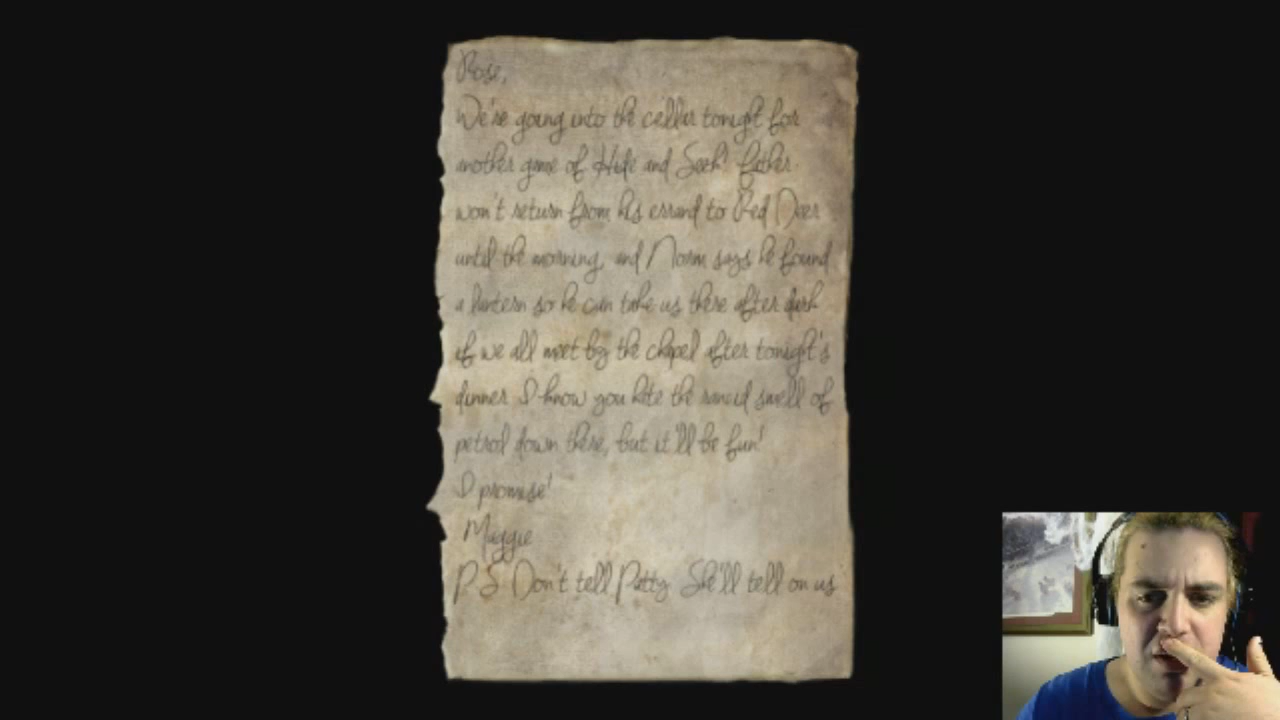 Rose,
We're going into the cellar tonight for
another game of Hide and Seek! Father
won't return from his errand to Red Deer
until the morning, and Norm says he found
a lantern so he can take us there after dark
if we all meet by the chapel after tonight's
dinner. I know you hate the rancid smell of
petrol down there, but it'll be fun!
I promise!
Maggie
P.S. Don't tell Patty. She'll tell on us